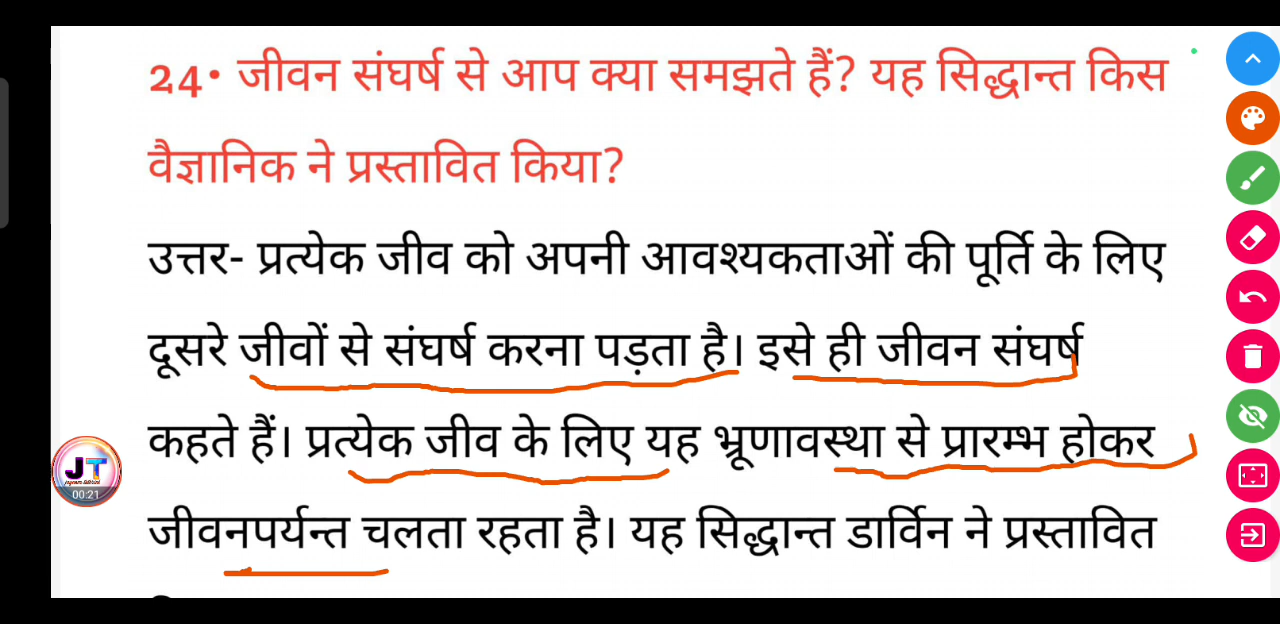 24• जीवन संघर्ष से आप क्या समझते हैं? यह सिद्धान्त किस
वैज्ञानिक ने प्रस्तावित किया?
उत्तर- प्रत्येक जीव को अपनी आवश्यकताओं की पूर्ति के लिए
दूसरे जीवों से संघर्ष करना पड़ता है। इसे ही जीवन संघर्ष
कहते हैं। प्रत्येक जीव के लिए यह भ्रूणावस्था से प्रारम्भ होकर
जीवनपर्यन्त चलता रहता है। यह सिद्धान्त डार्विन ने प्रस्तावित
JT
00:21